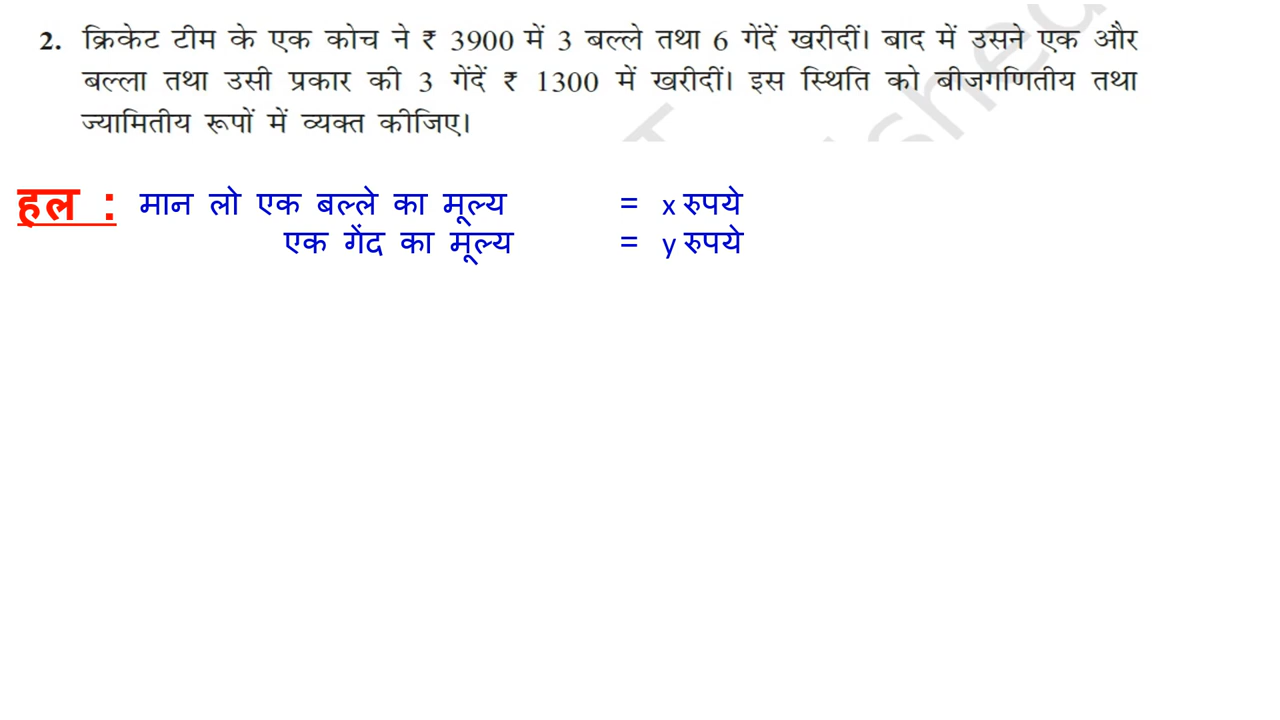 2. क्रिकेट टीम के एक कोच ने ₹ 3900 में 3 बल्ले तथा 6 गेंदें खरीदीं। बाद में उसने एक और
बल्ला तथा उसी प्रकार की 3 गेंदें ₹ 1300 में खरीदीं। इस स्थिति को बीजगणितीय तथा
ज्यामितीय रूपों में व्यक्त कीजिए।
हल : मान लो एक बल्ले का मूल्य = x रुपये
एक गेंद का मूल्य = y रुपये